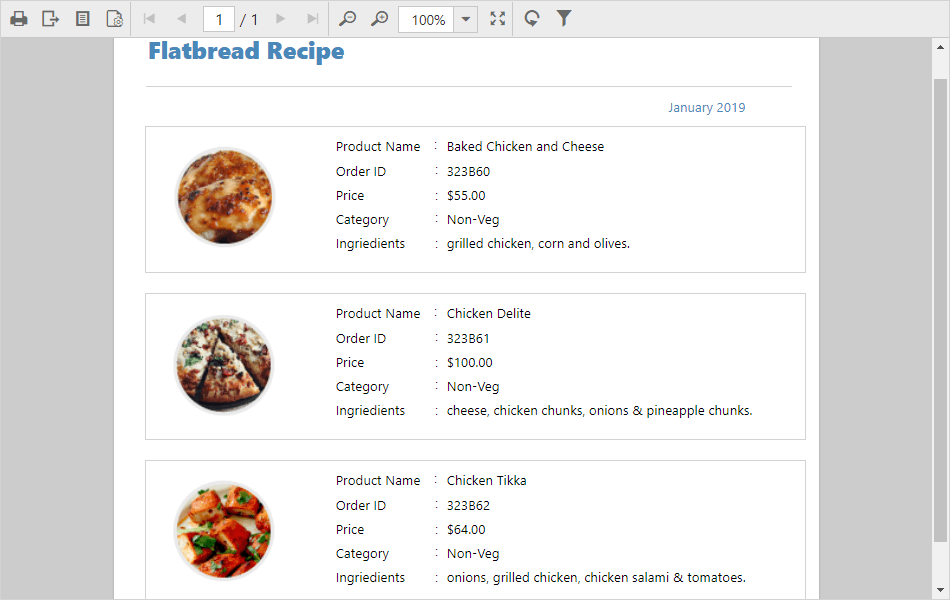 1 / 1 100%
Flatbread Recipe
January 2019
Product Name : Baked Chicken and Cheese
Order ID : 323B60
Price : $55.00
Category : Non-Veg
Ingriedients : grilled chicken, corn and olives.
Product Name : Chicken Delite
Order ID : 323B61
Price : $100.00
Category : Non-Veg
Ingriedients : cheese, chicken chunks, onions & pineapple chunks.
Product Name : Chicken Tikka
Order ID : 323B62
Price : $64.00
Category : Non-Veg
Ingriedients : onions, grilled chicken, chicken salami & tomatoes.